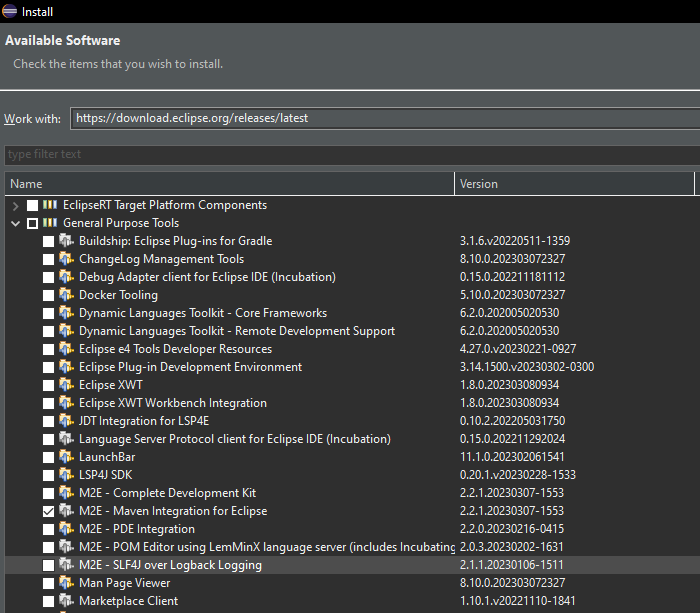 Install
Available Software
Check the items that you wish to install.
Work with: https://download.eclipse.org/releases/latest
type filter text
Name Version
EclipseRT Target Platform Components
General Purpose Tools
Buildship: Eclipse Plug-ins for Gradle 3.1.6.v20220511-1359
ChangeLog Management Tools 8.10.0.202303072327
Debug Adapter client for Eclipse IDE (Incubation) 0.15.0.202211181112
Docker Tooling 5.10.0.202303072327
Dynamic Languages Toolkit - Core Frameworks 6.2.0.202005020530
Dynamic Languages Toolkit - Remote Development Support 6.2.0.202005020530
Eclipse e4 Tools Developer Resources 4.27.0.v20230221-0927
Eclipse Plug-in Development Environment 3.14.1500.v20230302-0300
Eclipse XWT 1.8.0.202303080934
Eclipse XWT Workbench Integration 1.8.0.202303080934
JDT Integration for LSP4E 0.10.2.202205031750
Language Server Protocol client for Eclipse IDE (Incubation) 0.15.0.202211292024
LaunchBar 11.1.0.202302061541
LSP4J SDK 0.20.1.v20230228-1533
M2E - Complete Development Kit 2.2.1.20230307-1553
M2E - Maven Integration for Eclipse 2.2.1.20230307-1553
M2E - PDE Integration 2.2.0.20230216-0415
M2E - POM Editor using LemMinX language server (includes Incubating 2.0.3.20230202-1631
M2E - SLF4J over Logback Logging 2.1.1.20230106-1511
Man Page Viewer 8.10.0.202303072327
Marketplace Client 1.10.1.v20221110-1841